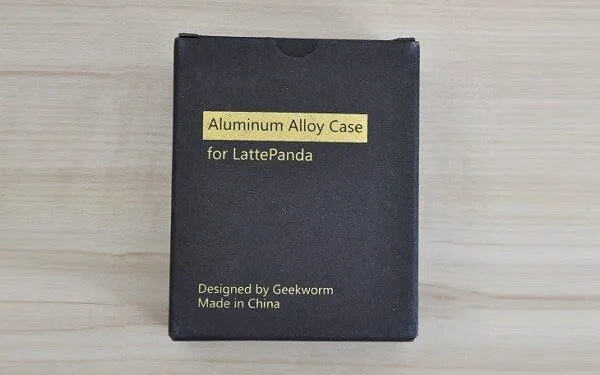 Aluminum Alloy Case
for LattePanda
Designed by Geekworm
Made in China